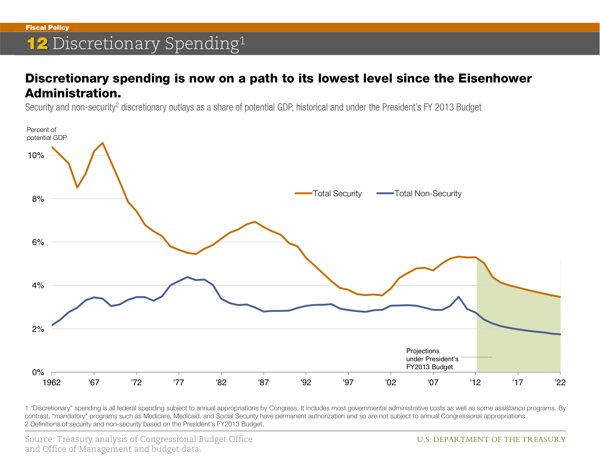 Fiscal Policy
12 Discretionary Spending1
Discretionary spending is now on a path to its lowest level since the Eisenhower
Administration.
Security and non-security2 discretionary outlays as a share of potential GDP, historical and under the President's FY 2013 Budget
Percent of
potential GDP
10%
8%
6%
4%
2%
0%
Total Security
Total Non-Security
Projections
under President's
FY2013 Budget
1962 '67 '72 '77 '82 '87 '92 '97 '02 '07 '12 '17 '22
1 "Discretionary" spending is all federal spending subject to annual appropriations by Congress. It includes most governmental administrative costs as well as some assistance programs. By
contrast, "mandatory" programs such as Medicare, Medicaid, and Social Security have permanent authorization and so are not subject to annual Congressional appropriations.
2 Definitions of security and non-security based on the President's FY2013 Budget.
Source: Treasury analysis of Congressional Budget Office
and Office of Management and budget data.
U.S. DEPARTMENT OF THE TREASURY